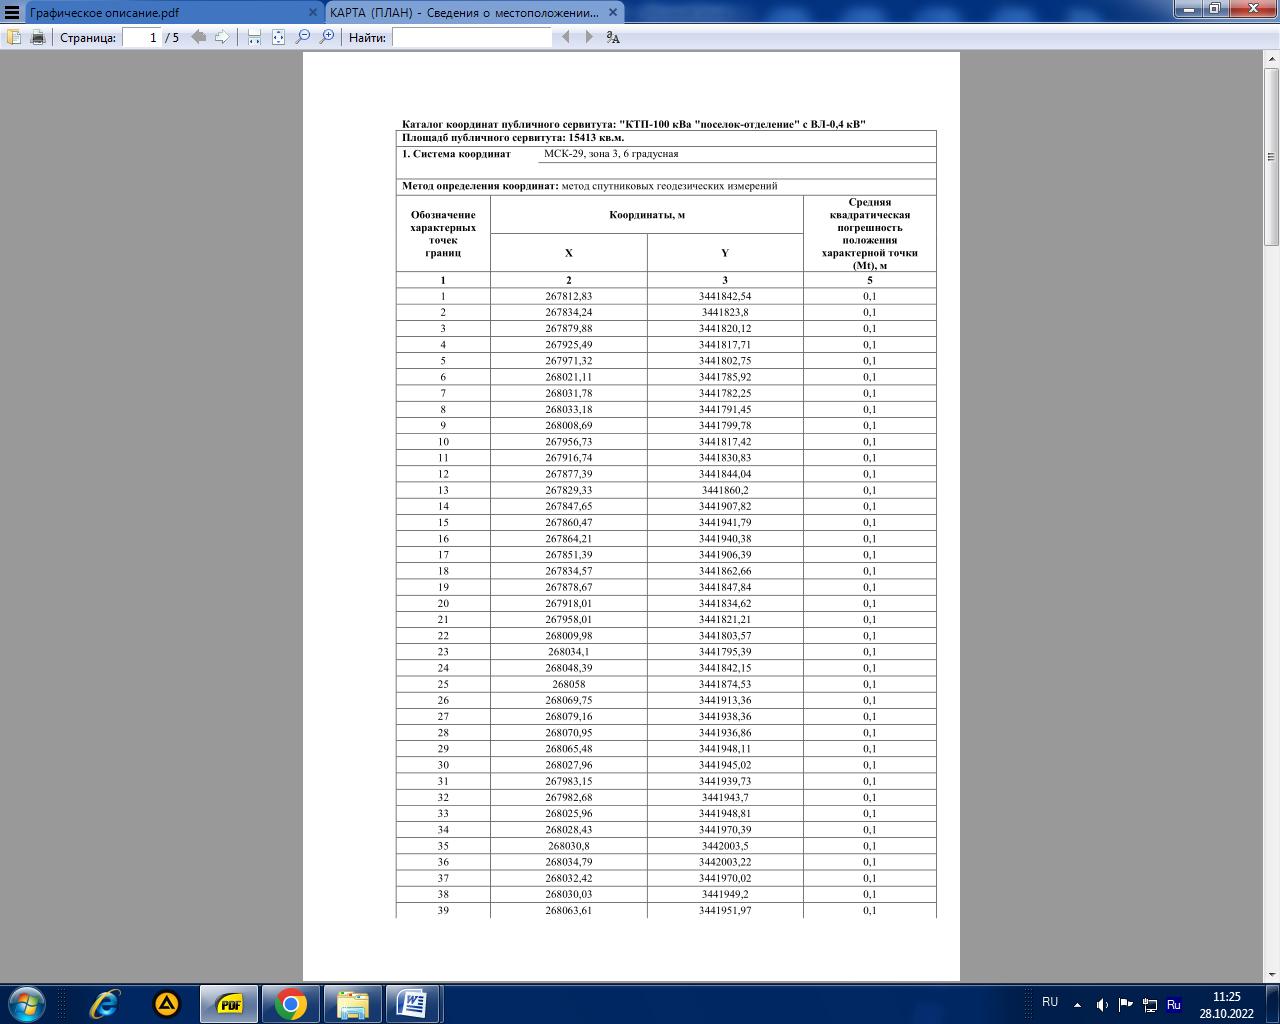 Графическое описание.pdf
КАРТА (ПЛАН) - Сведения о местоположении...
Страница: 1 / 5 Найти:
Каталог координат публичного сервитута: "КТП-100 кВа "поселок-отделение" с ВЛ-0,4 кВ"
Площадб публичного сервитута: 15413 кв.м.
1. Система координат МСК-29, зона 3, 6 градусная
Метод определения координат: метод спутниковых геодезических измерений
Обозначение характерных точек границ
Координаты, м
Средняя квадратическая погрешность положения характерной точки (Mt), м
X Y
1 2 3 5
1 267812,83 3441842,54 0,1
2 267834,24 3441823,8 0,1
3 267879,88 3441820,12 0,1
4 267925,49 3441817,71 0,1
5 267971,32 3441802,75 0,1
6 268021,11 3441785,92 0,1
7 268031,78 3441782,25 0,1
8 268033,18 3441791,45 0,1
9 268008,69 3441799,78 0,1
10 267956,73 3441817,42 0,1
11 267916,74 3441830,83 0,1
12 267877,39 3441844,04 0,1
13 267829,33 3441860,2 0,1
14 267847,65 3441907,82 0,1
15 267860,47 3441941,79 0,1
16 267864,21 3441940,38 0,1
17 267851,39 3441906,39 0,1
18 267834,57 3441862,66 0,1
19 267878,67 3441847,84 0,1
20 267918,01 3441834,62 0,1
21 267958,01 3441821,21 0,1
22 268009,98 3441803,57 0,1
23 268034,1 3441795,39 0,1
24 268048,39 3441842,15 0,1
25 268058 3441874,53 0,1
26 268069,75 3441913,36 0,1
27 268079,16 3441938,36 0,1
28 268070,95 3441936,86 0,1
29 268065,48 3441948,11 0,1
30 268027,96 3441945,02 0,1
31 267983,15 3441939,73 0,1
32 267982,68 3441943,7 0,1
33 268025,96 3441948,81 0,1
34 268028,43 3441970,39 0,1
35 268030,8 3442003,5 0,1
36 268034,79 3442003,22 0,1
37 268032,42 3441970,02 0,1
38 268030,03 3441949,2 0,1
39 268063,61 3441951,97 0,1
PDF
RU
Ru
11:25
28.10.2022